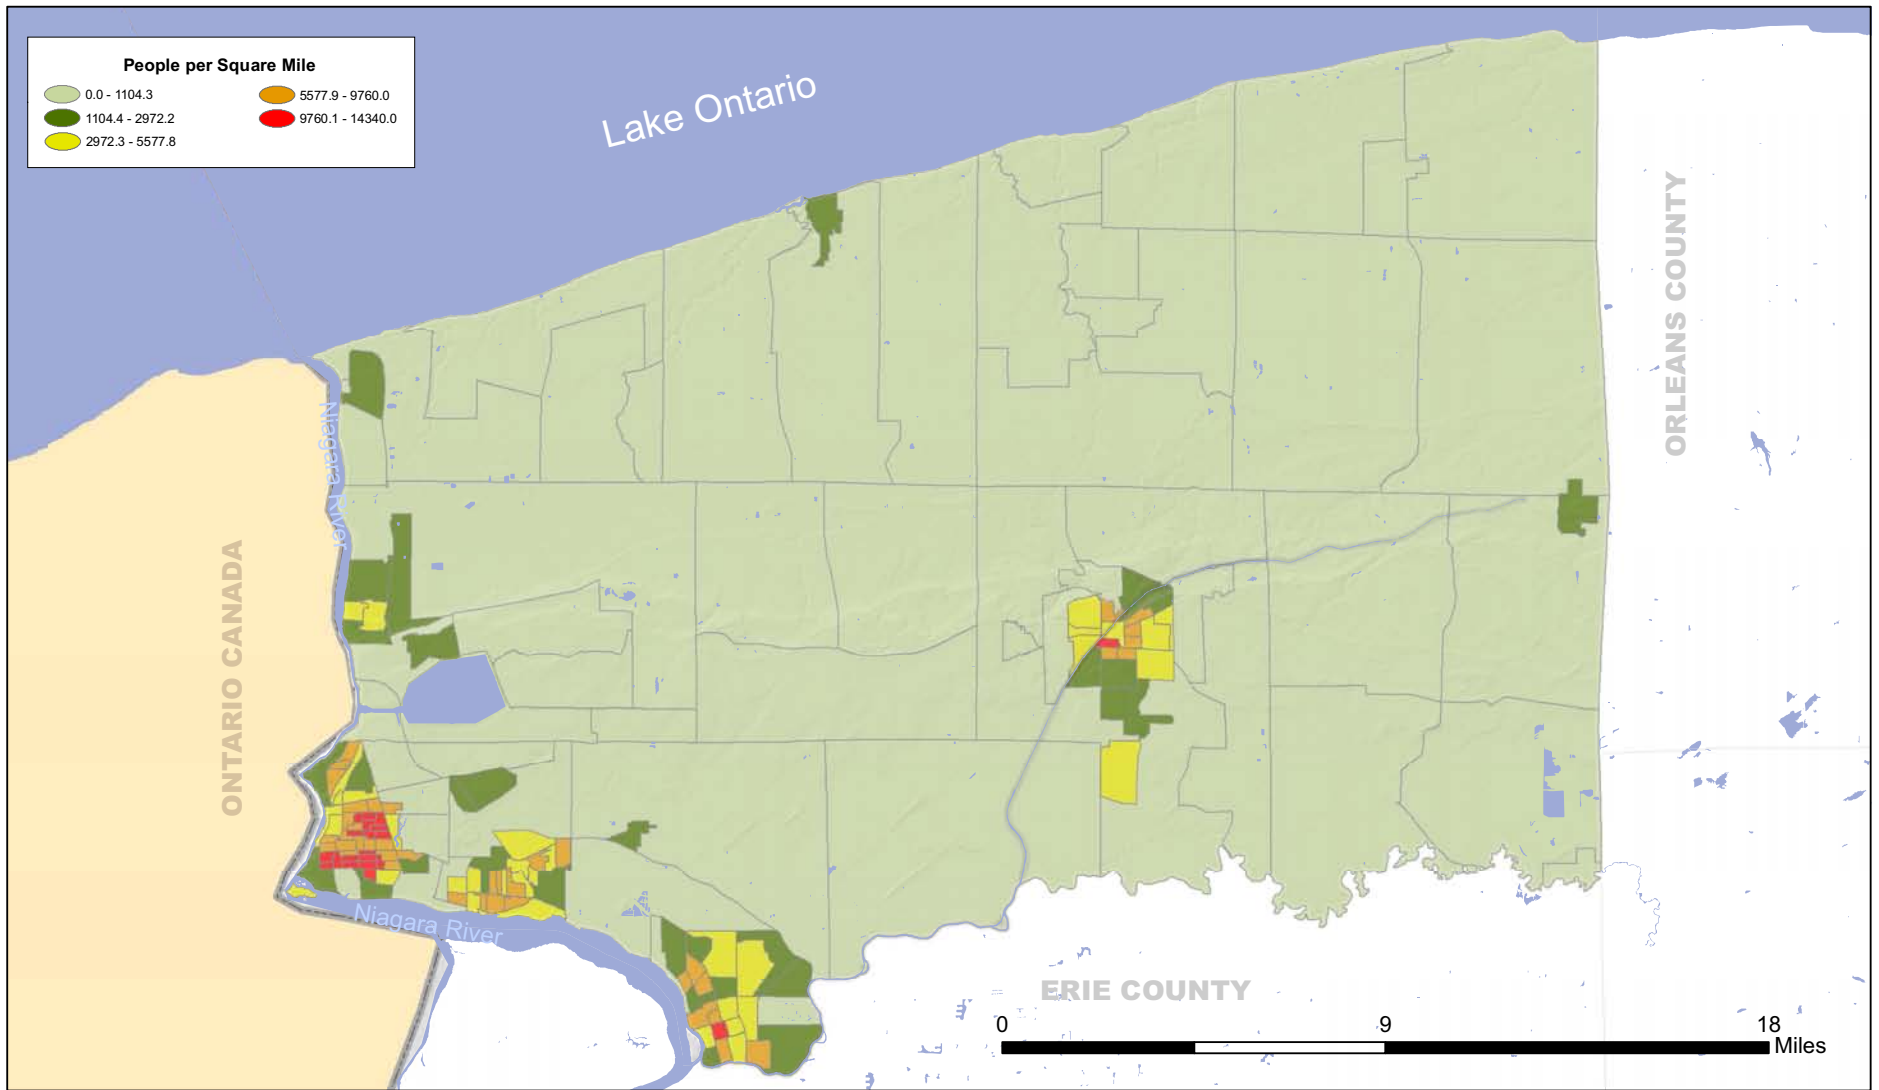 People per Square Mile
0.0 - 1104.3
1104.4 - 2972.2
2972.3 - 5577.8
5577.9 - 9760.0
9760.1 - 14340.0
Lake Ontario
Niagara River
ONTARIO CANADA
ORLEANS COUNTY
Niagara River
ERIE COUNTY
0 9 18
Miles